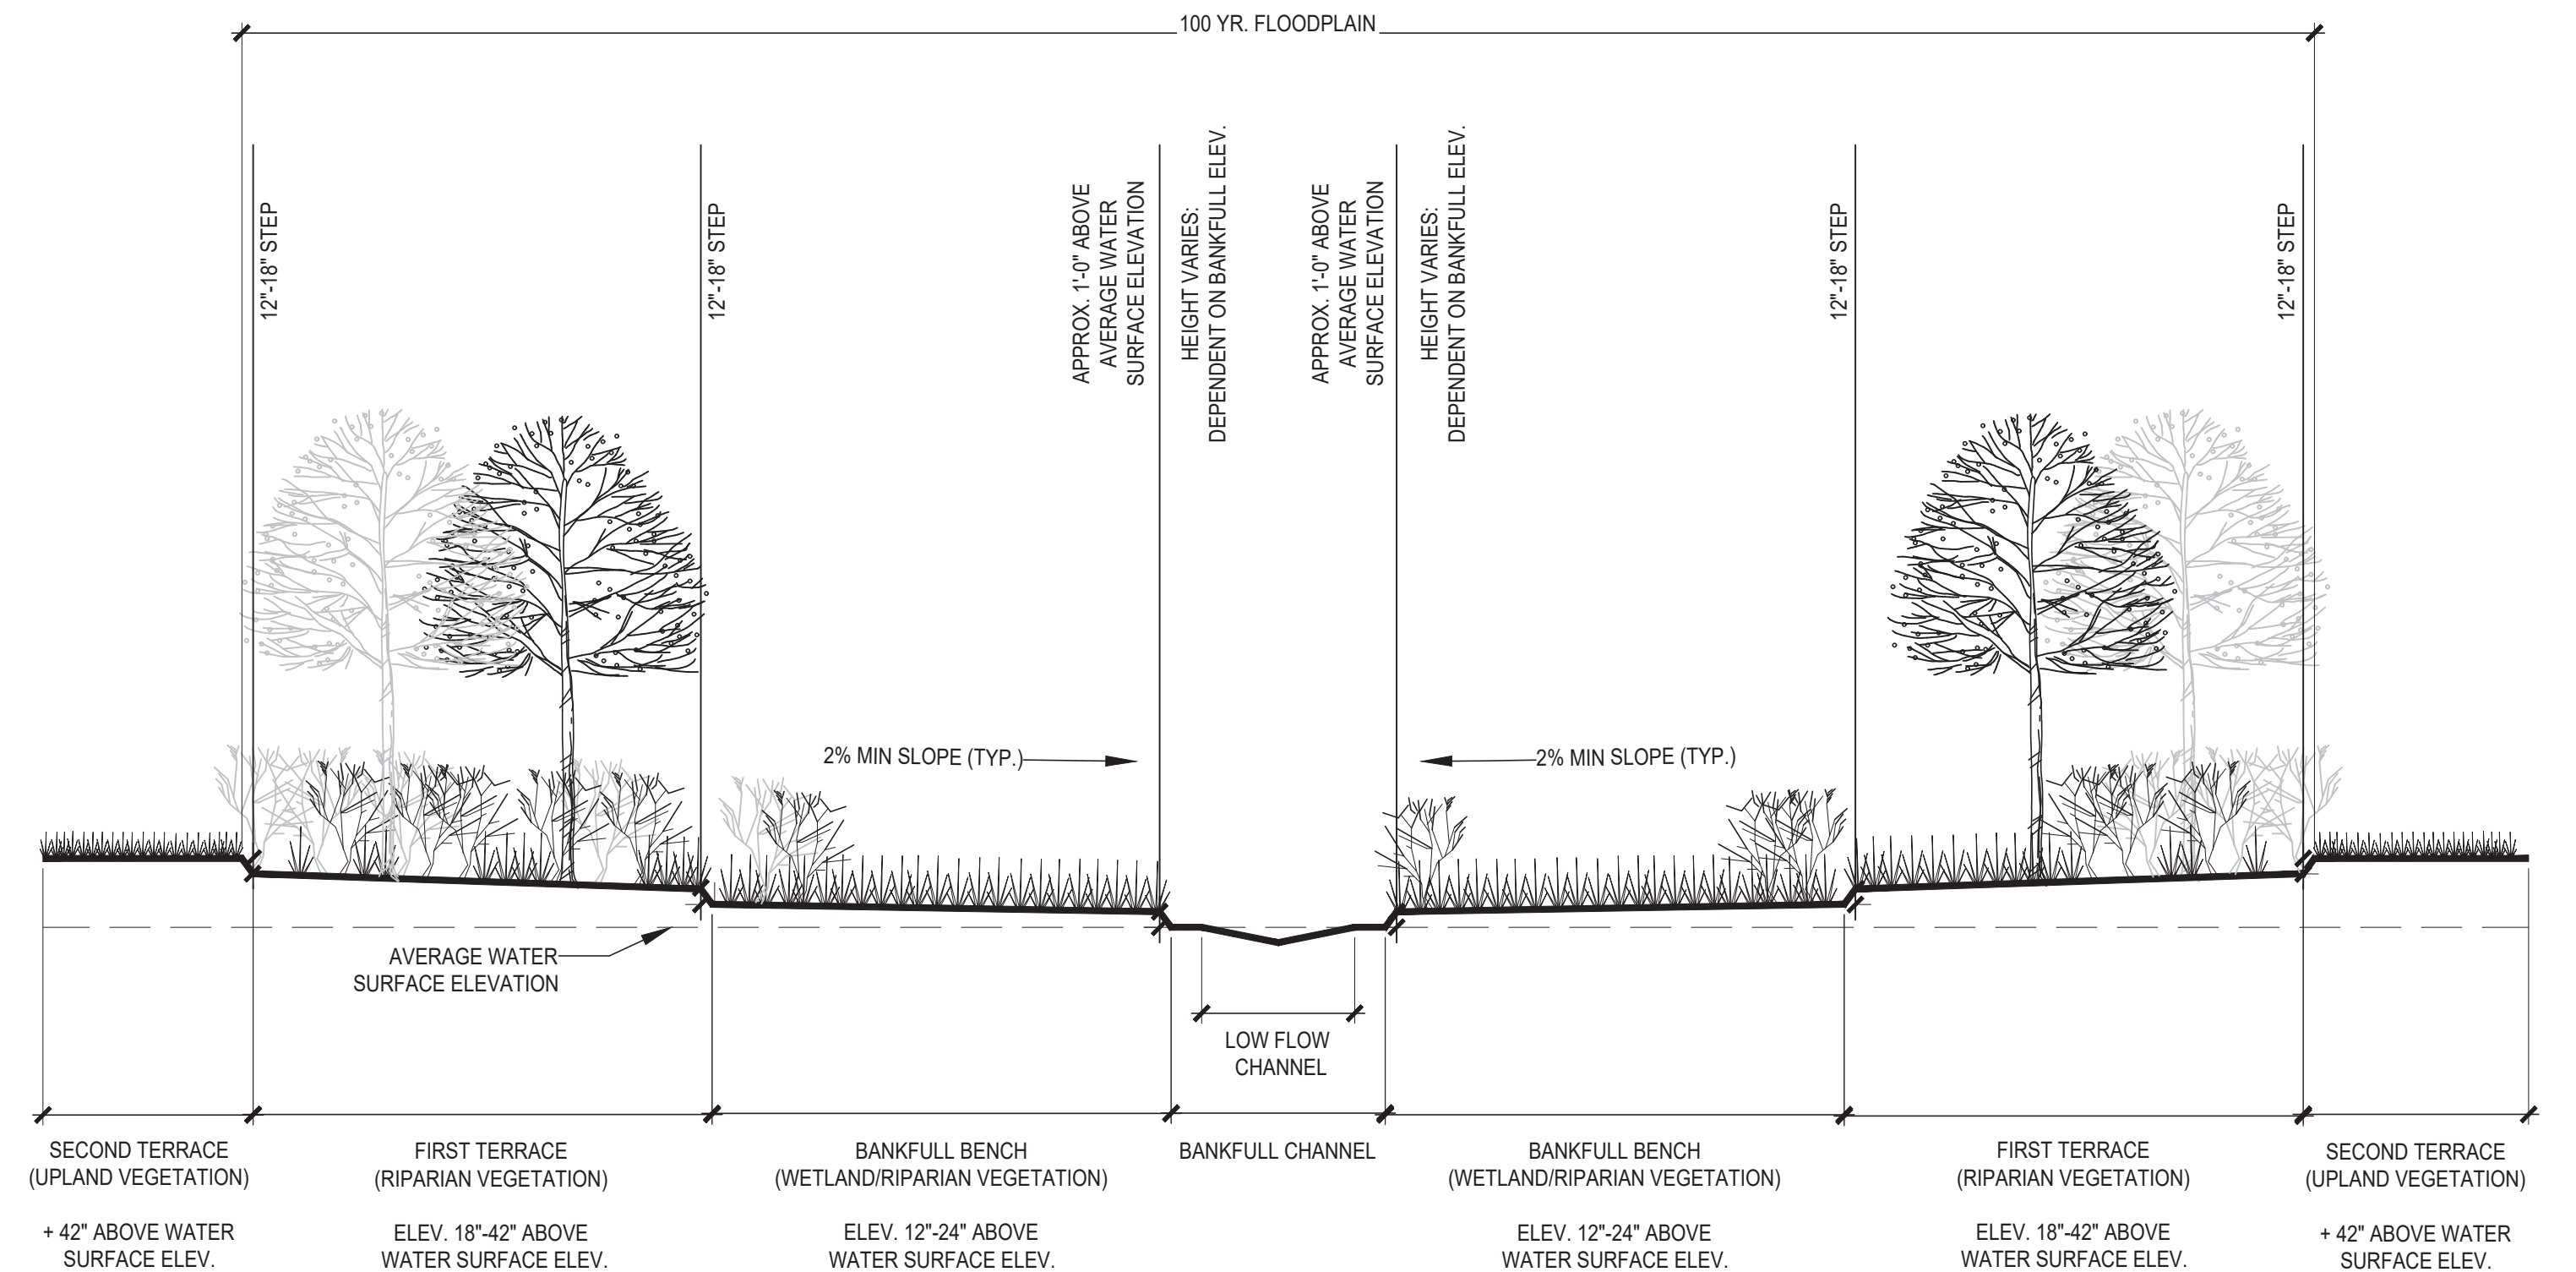 100 YR. FLOODPLAIN
12"-18" STEP
12"-18" STEP
APPROX. 1'-0" ABOVE
AVERAGE WATER
SURFACE ELEVATION
HEIGHT VARIES:
DEPENDENT ON BANKFULL ELEV.
APPROX. 1'-0" ABOVE
AVERAGE WATER
SURFACE ELEVATION
HEIGHT VARIES:
DEPENDENT ON BANKFULL ELEV.
12"-18" STEP
12"-18" STEP
2% MIN SLOPE (TYP.)
2% MIN SLOPE (TYP.)
AVERAGE WATER
SURFACE ELEVATION
LOW FLOW
CHANNEL
SECOND TERRACE
(UPLAND VEGETATION)
+ 42" ABOVE WATER
SURFACE ELEV.
FIRST TERRACE
(RIPARIAN VEGETATION)
ELEV. 18"-42" ABOVE
WATER SURFACE ELEV.
BANKFULL BENCH
(WETLAND/RIPARIAN VEGETATION)
ELEV. 12"-24" ABOVE
WATER SURFACE ELEV.
BANKFULL CHANNEL
BANKFULL BENCH
(WETLAND/RIPARIAN VEGETATION)
ELEV. 12"-24" ABOVE
WATER SURFACE ELEV.
FIRST TERRACE
(RIPARIAN VEGETATION)
ELEV. 18"-42" ABOVE
WATER SURFACE ELEV.
SECOND TERRACE
(UPLAND VEGETATION)
+ 42" ABOVE WATER
SURFACE ELEV.